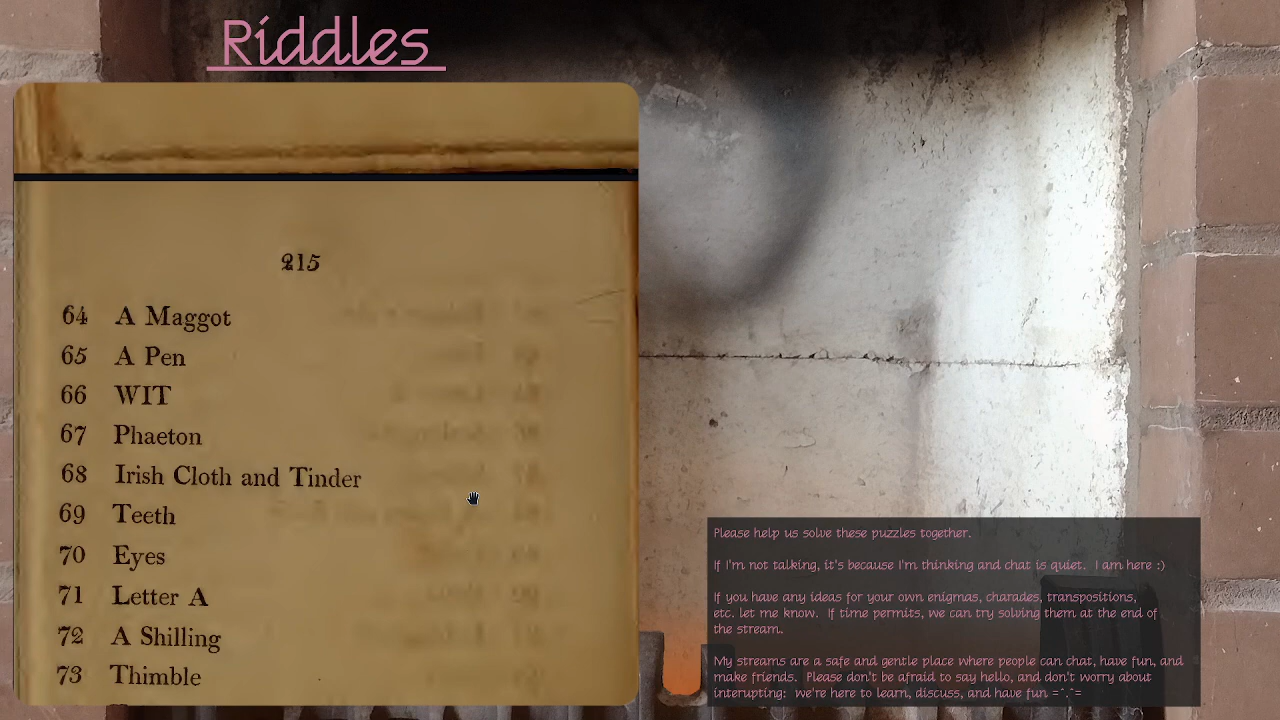 Riddles
215
64 A Maggot
65 A Pen
66 WIT
67 Phaeton
68 Irish Cloth and Tinder
69 Teeth
70 Eyes
71 Letter A
72 A Shilling
73 Thimble
Please help us solve these puzzles together.
If I'm not talking, it's because I'm thinking and chat is quiet. I am here :)
If you have any ideas for your own enigmas, charades, transpositions,
etc. let me know. If time permits, we can try solving them at the end of
the stream.
My streams are a safe and gentle place where people can chat, have fun, and
make friends. Please don't be afraid to say hello, and don't worry about
interupting: we're here to learn, discuss, and have fun =^.^=